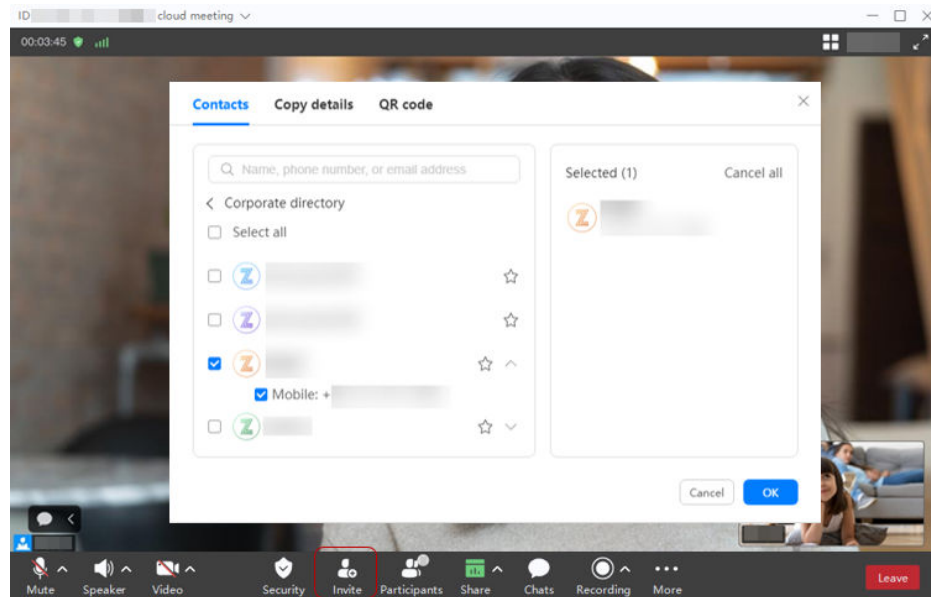 ID cloud meeting
00:03:45
Contacts Copy details QR code
Name, phone number, or email address
Corporate directory
Select all
Z
Z
Z
Mobile: +
Z
Selected (1) Cancel all
Z
Cancel OK
Mute Speaker Video Security Invite Participants Share Chats Recording More Leave